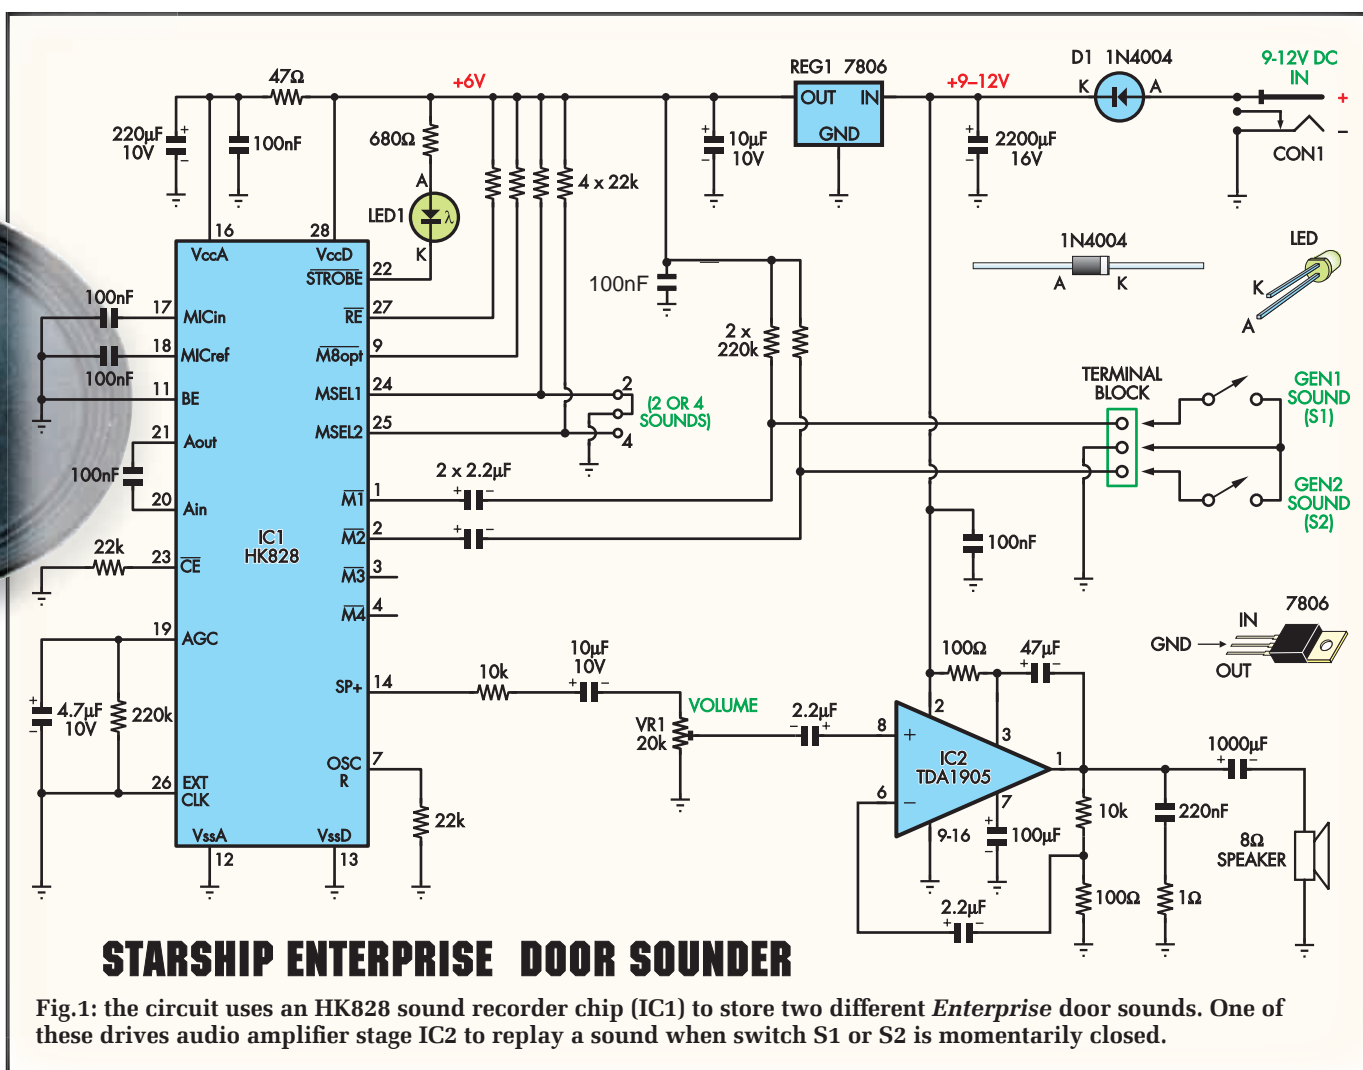 47Ω
+6V
REG1 7806
OUT IN
GND
+9–12V
D1 1N4004
K A
9-12V DC
IN
+
–
CON1
220µF
10V
+
–
100nF
680Ω
A
LED1
λ
K
4 x 22k
10µF
10V
+
–
2200µF
16V
+
–
1N4004
A K
LED
K
A
16
VccA
28
VccD
STROBE
22
100nF
17
MICin
RE
27
18
MICref
100nF
M8opt
9
11
BE
MSEL1
24
2
(2 OR 4
SOUNDS)
4
MSEL2
25
21
Aout
100nF
20
Ain
100nF
2 x
220k
TERMINAL
BLOCK
GEN1
SOUND
(S1)
GEN2
SOUND
(S2)
2 x 2.2µF
+ –
M1
1
+ –
M2
2
IC1
HK828
22k
23
CE
M3
3
M4
4
100nF
7806
IN
GND
OUT
19
AGC
+
–
4.7µF
10V
220k
SP+
14
10k
10µF
10V
+ –
VOLUME
VR1
20k
2.2µF
– +
100Ω
47µF
+ –
2
3
8
+
IC2
TDA1905
1
6
–
7
9-16
+
–
100µF
10k
100Ω
220nF
1Ω
1000µF
+ –
8Ω
SPEAKER
2.2µF
+ –
26
EXT
CLK
OSC
R
7
22k
VssA
12
VssD
13
STARSHIP ENTERPRISE DOOR SOUNDER
Fig.1: the circuit uses an HK828 sound recorder chip (IC1) to store two different Enterprise door sounds. One of
these drives audio amplifier stage IC2 to replay a sound when switch S1 or S2 is momentarily closed.